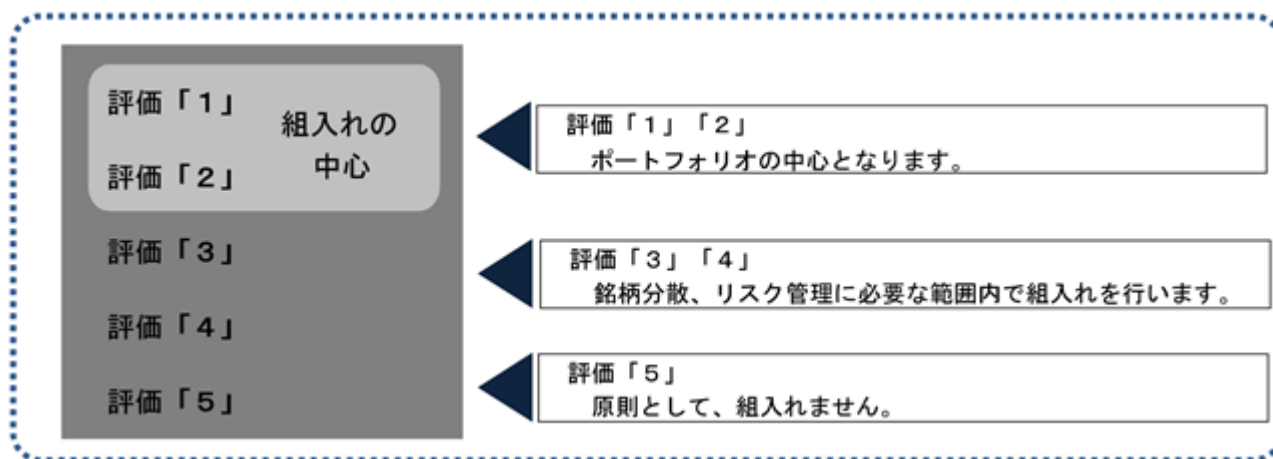 評価「１」
評価「２」
組入れの
中心
評価「３」
評価「４」
評価「５」
評価「１」「２」
ポートフォリオの中心となります。
評価「３」「４」
銘柄分散、リスク管理に必要な範囲内で組入れを行います。
評価「５」
原則として、組入れません。